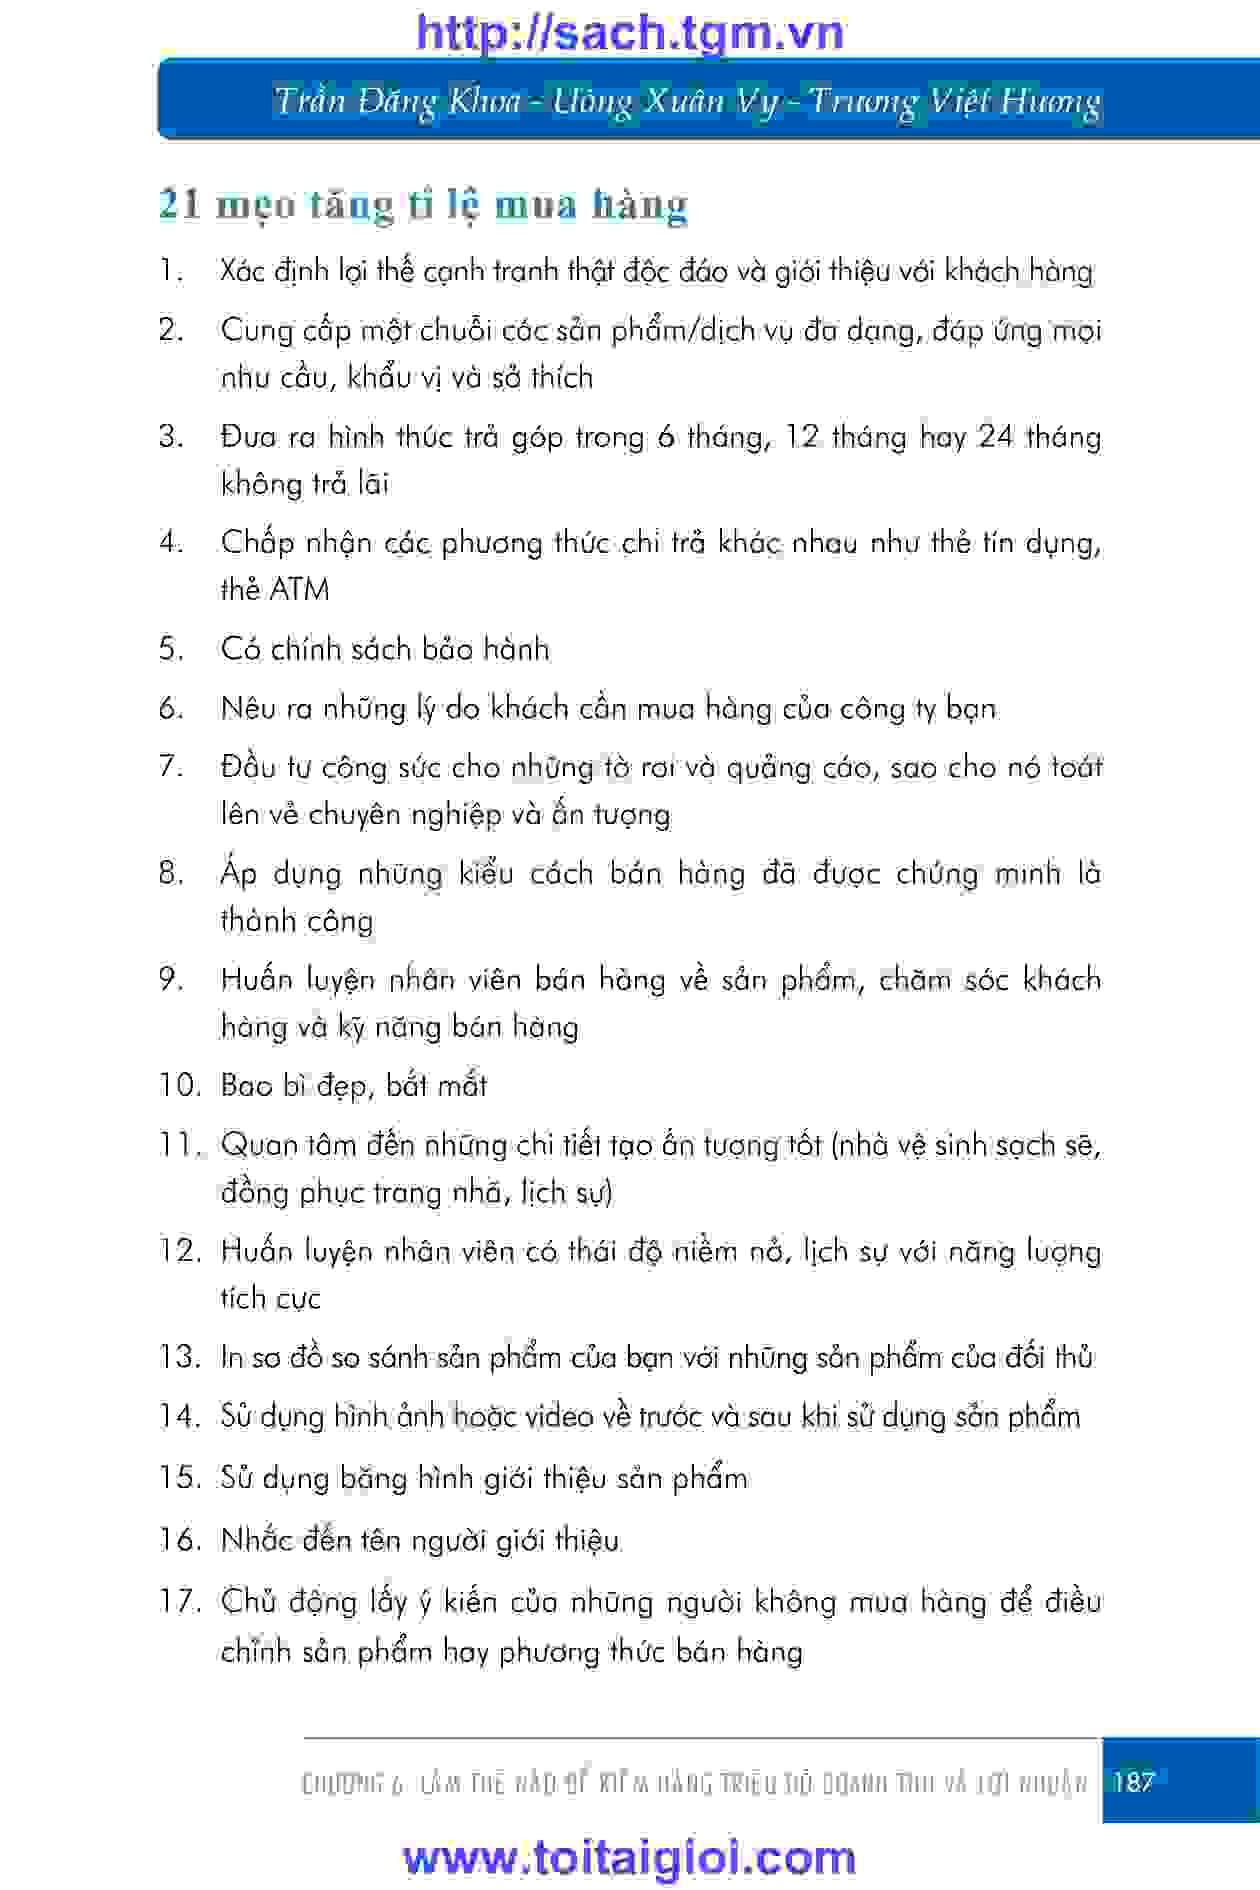 http://sach.tgm.vn
Trần Đăng Khoa - Uông Xuân Vy - Trương Việt Hương
21 mẹo tăng tỉ lệ mua hàng
1. Xác định lợi thế cạnh tranh thật độc đáo và giới thiệu với khách hàng
2. Cung cấp một chuỗi các sản phẩm/dịch vụ đa dạng, đáp ứng mọi
như cầu, khẩu vị và sở thích
3. Đưa ra hình thức trả góp trong 6 tháng, 12 tháng hay 24 tháng
không trả lãi
4. Chấp nhận các phương thức chi trả khác nhau như thẻ tín dụng,
thẻ ATM
5. Có chính sách bảo hành
6. Nêu ra những lý do khách cần mua hàng của công ty bạn
7. Đầu tư công sức cho những tờ rơi và quảng cáo, sao cho nó toát
lên vẻ chuyên nghiệp và ấn tượng
8. Áp dụng những kiểu cách bán hàng đã được chứng minh là
thành công
9. Huấn luyện nhân viên bán hàng về sản phẩm, chăm sóc khách
hàng và kỹ năng bán hàng
10. Bao bì đẹp, bắt mắt
11. Quan tâm đến những chi tiết tạo ấn tượng tốt (nhà vệ sinh sạch sẽ,
đồng phục trang nhã, lịch sự)
12. Huấn luyện nhân viên có thái độ niềm nở, lịch sự với năng lượng
tích cực
13. In sơ đồ so sánh sản phẩm của bạn với những sản phẩm của đối thủ
14. Sử dụng hình ảnh hoặc video về trước và sau khi sử dụng sản phẩm
15. Sử dụng băng hình giới thiệu sản phẩm
16. Nhắc đến tên người giới thiệu
17. Chủ động lấy ý kiến của những người không mua hàng để điều
chỉnh sản phẩm hay phương thức bán hàng
CHƯƠNG 6: LÀM THẾ NÀO ĐỂ KIẾM HÀNG TRIỆU ĐÔ DOANH THU VÀ LỢI NHUẬN 187
www.toitaigioi.com